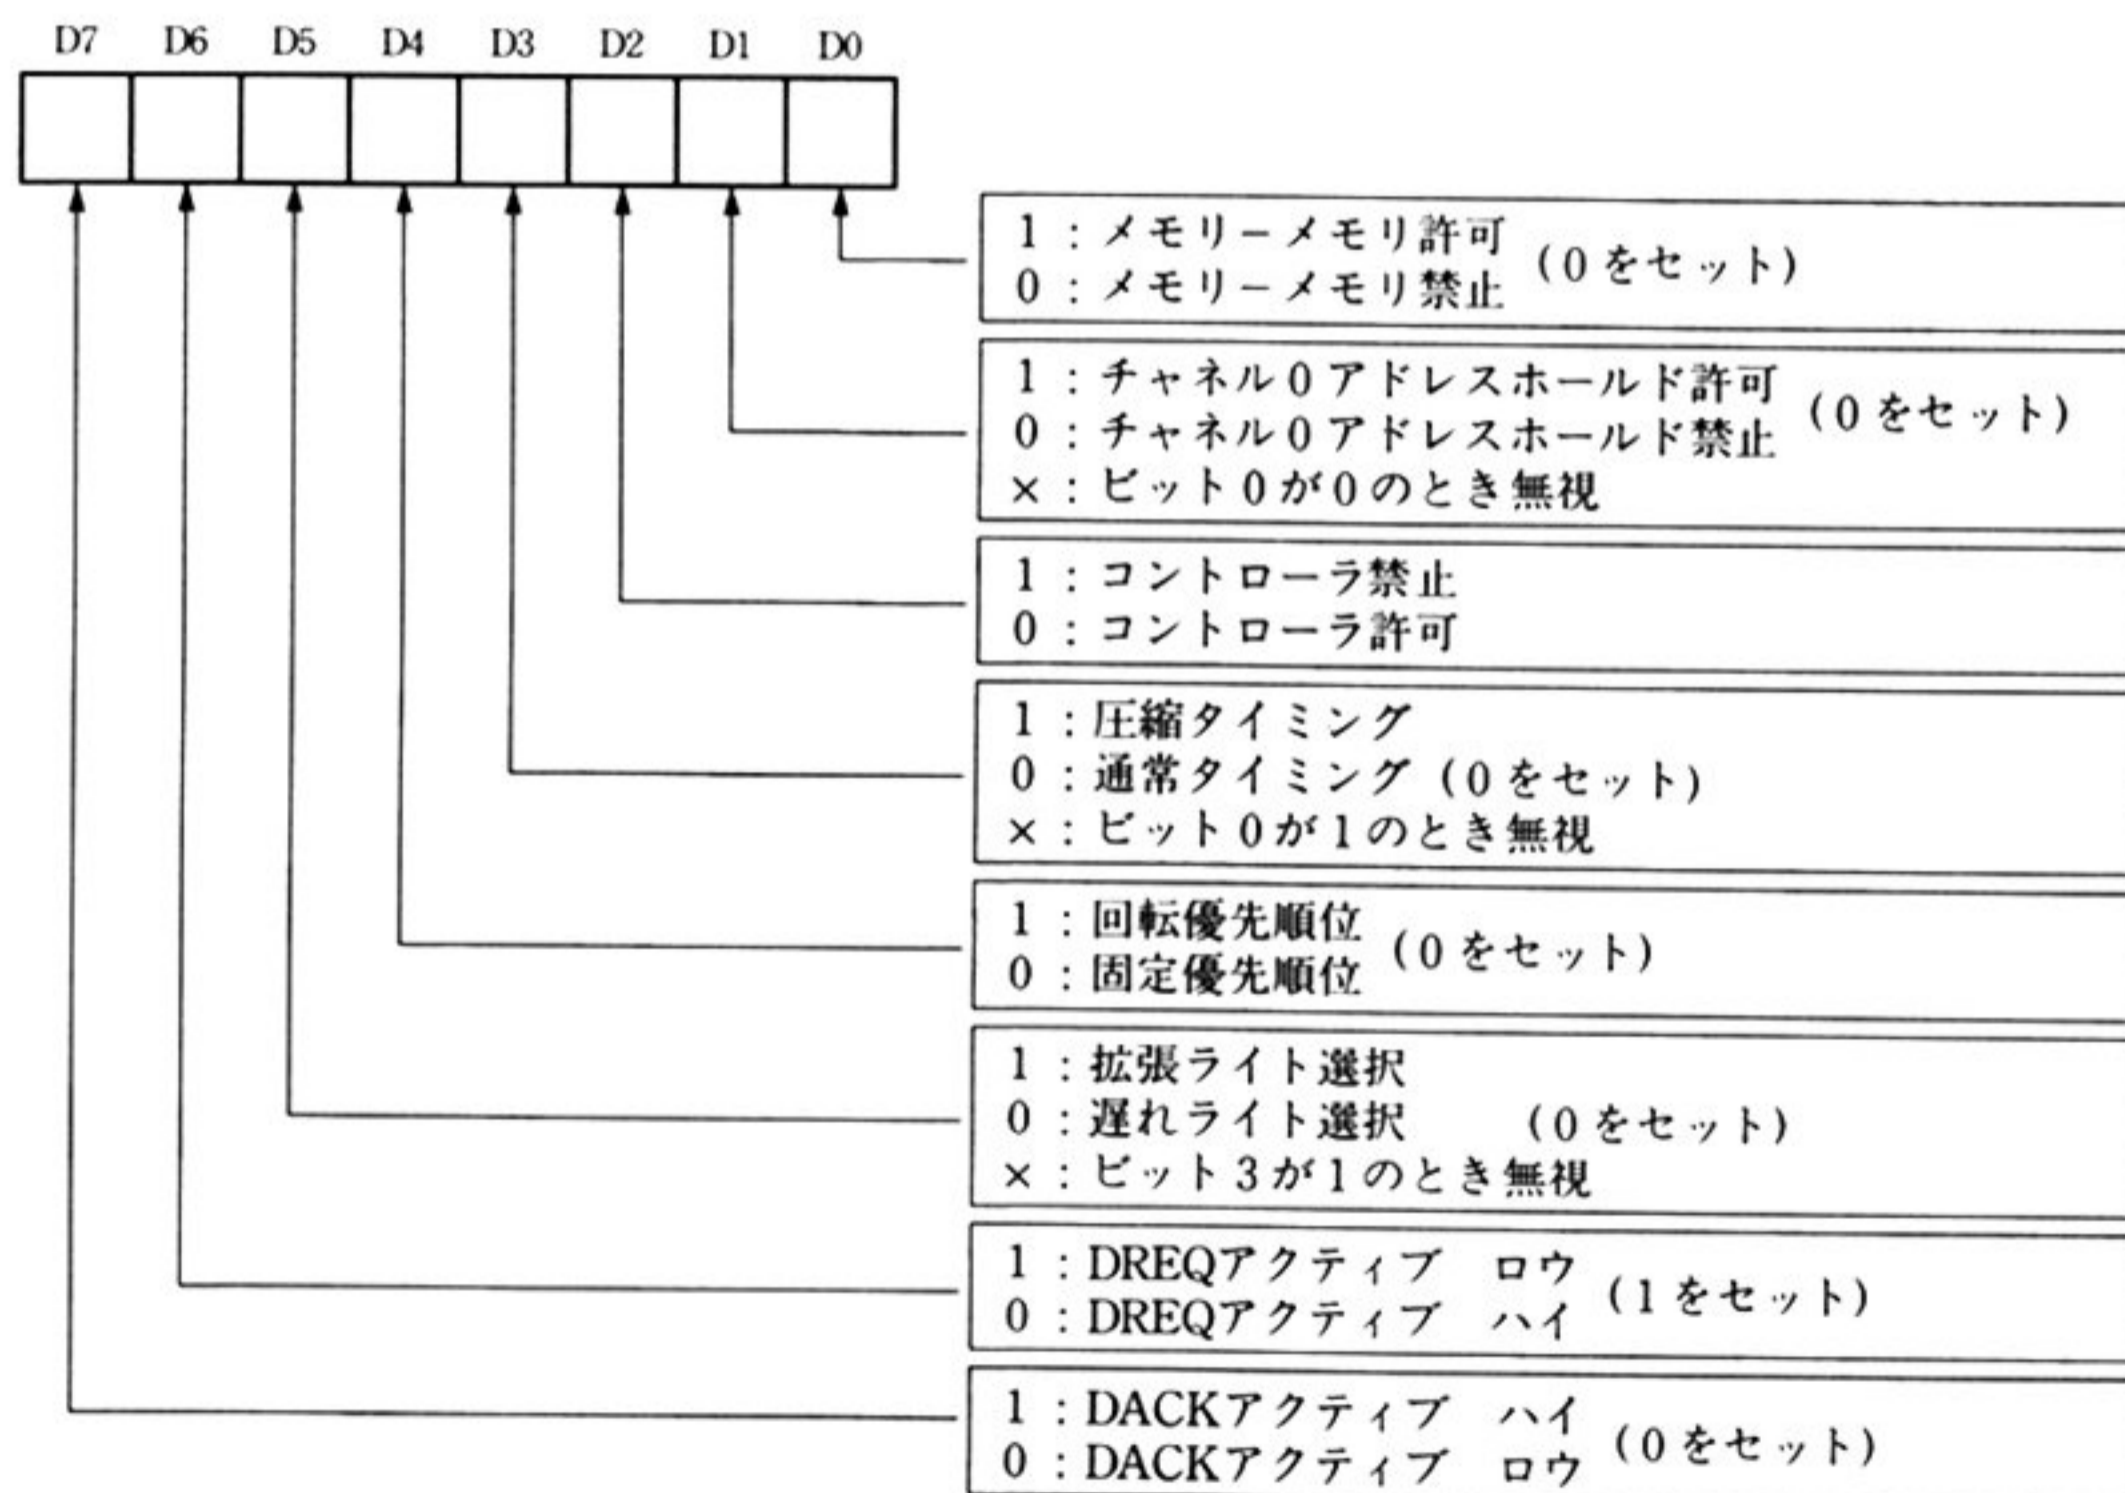 D7 D6 D5 D4 D3 D2 D1 D0
1：メモリーメモリ許可
0：メモリーメモリ禁止
(0をセット)
1：チャネル0アドレスホールド許可
0：チャネル0アドレスホールド禁止
(0をセット)
×：ビット0が0のとき無視
1：コントローラ禁止
0：コントローラ許可
1：圧縮タイミング
0：通常タイミング(0をセット)
×：ビット0が1のとき無視
1：回転優先順位
0：固定優先順位
(0をセット)
1：拡張ライト選択
0：遅れライト選択 (0をセット)
×：ビット3が1のとき無視
1：DREQアクティブ ロウ
0：DREQアクティブ ハイ
(1をセット)
1：DACKアクティブ ハイ
0：DACKアクティブ ロウ
(0をセット)